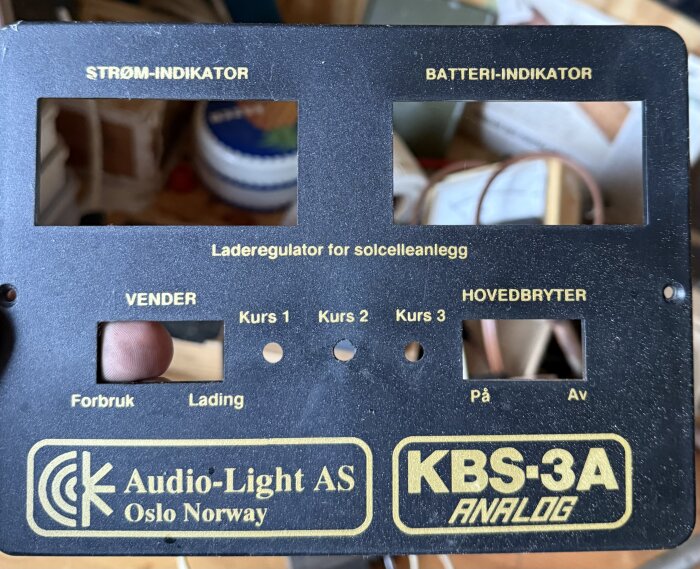 STRØM-INDIKATOR
BATTERI-INDIKATOR
Laderegulator for solcelleanlegg
VENDER
HOVEDBRYTER
Kurs 1
Kurs 2
Kurs 3
Forbruk
Lading
På
Av
Audio-Light AS
Oslo Norway
KBS-3A
ANALOG